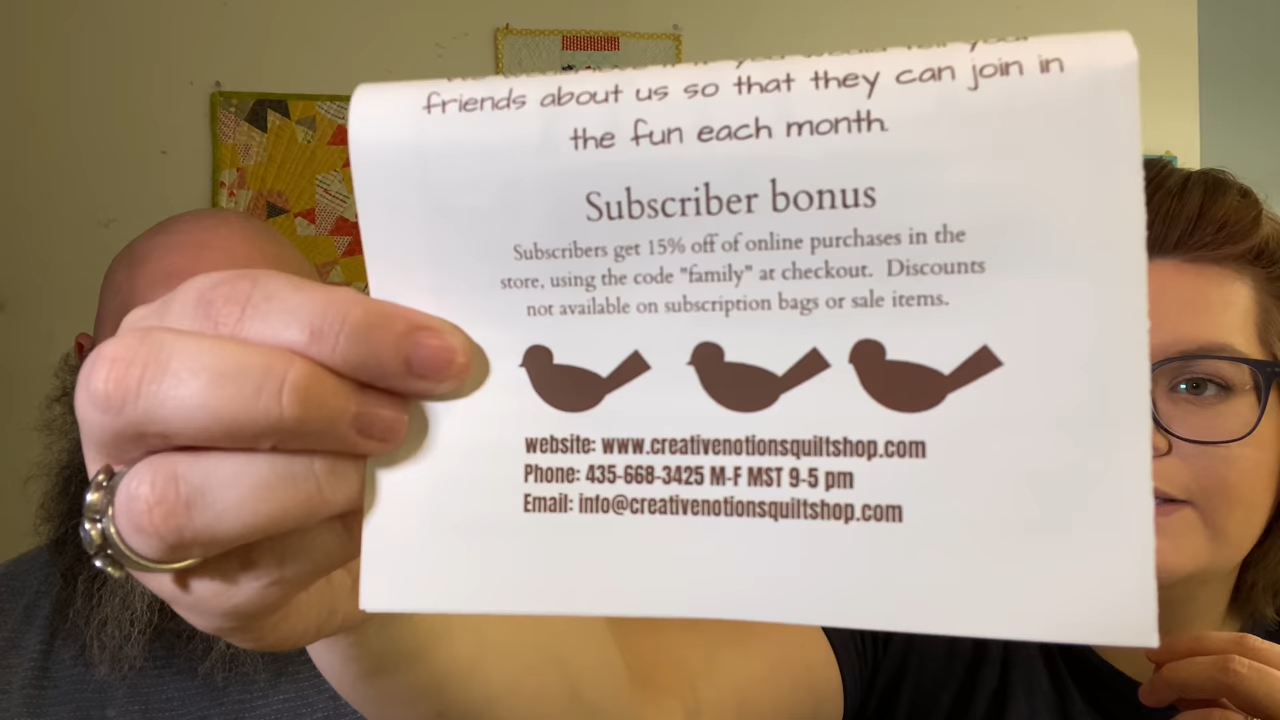 friends about us so that they can join in
the fun each month.
Subscriber bonus
Subscribers get 15% off of online purchases in the
store, using the code "family" at checkout. Discounts
not available on subscription bags or sale items.
website: www.creativenotionsquiltshop.com
Phone: 435-668-3425 M-F MST 9-5 pm
Email: info@creativenotionsquiltshop.com